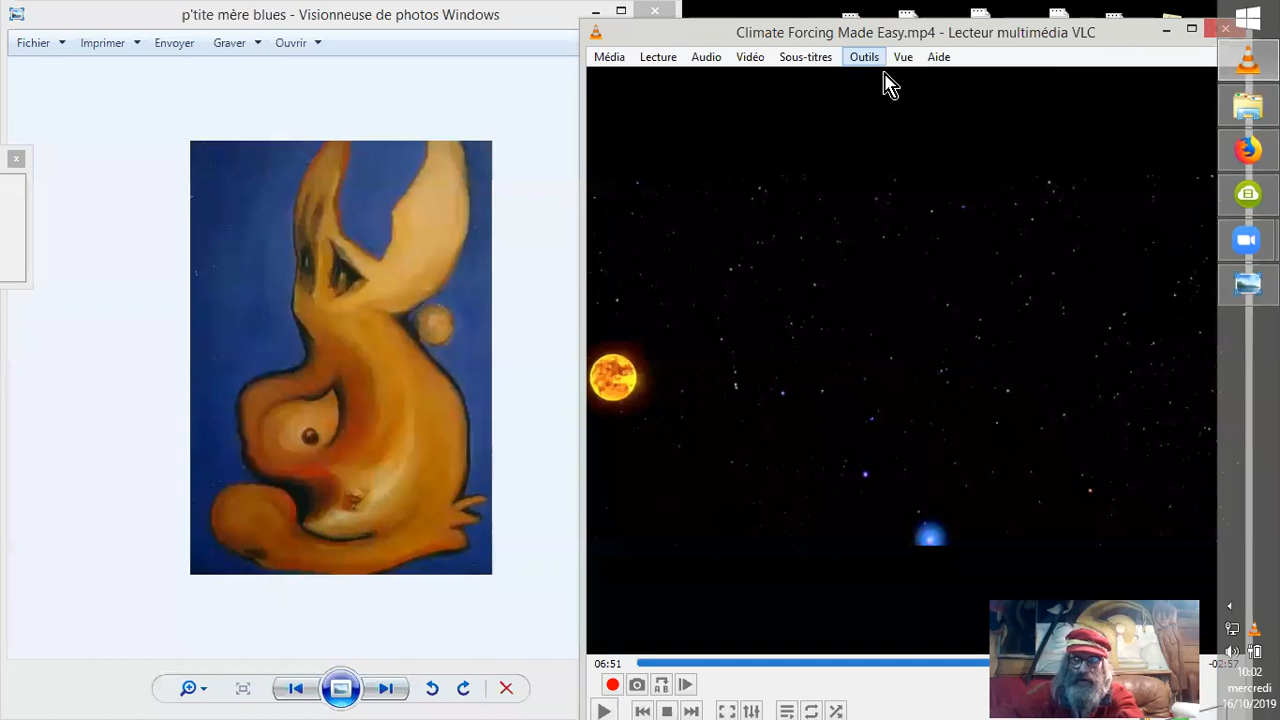 p'tite mère blues - Visionneuse de photos Windows
Fichier Imprimer Envoyer Graver Ouvrir
Climate Forcing Made Easy.mp4 - Lecteur multimédia VLC
Média Lecture Audio Vidéo Sous-titres Outils Vue Aide
06:51
-02:57
10:02
mercredi
16/10/2019